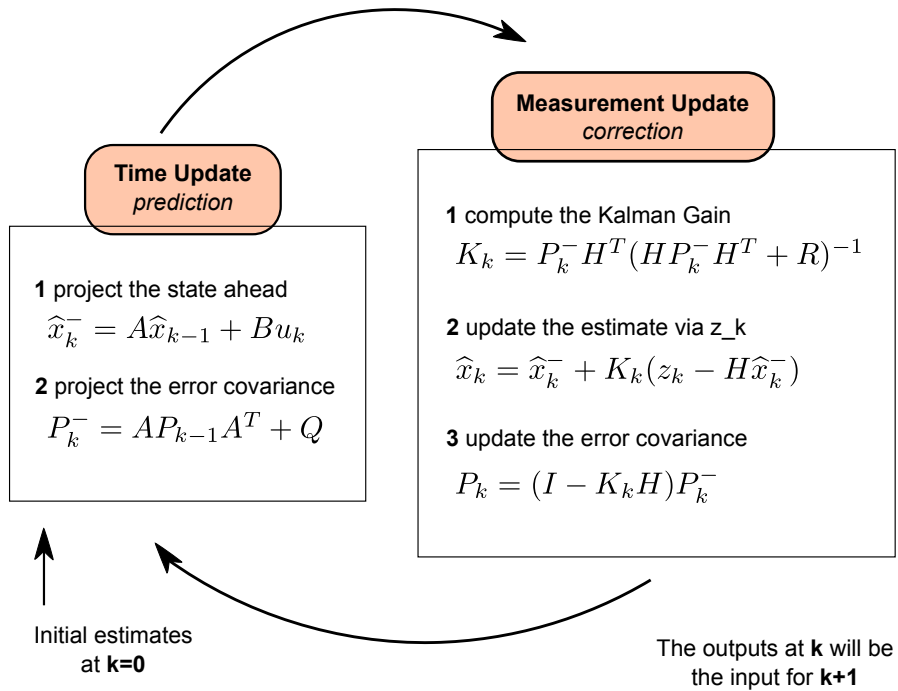 Time Update
prediction
1 project the state ahead
x̂ₖ⁻ = Ax̂ₖ₋₁ + Buₖ
2 project the error covariance
Pₖ⁻ = APₖ₋₁Aᵀ + Q
Initial estimates
at k=0
Measurement Update
correction
1 compute the Kalman Gain
Kₖ = Pₖ⁻Hᵀ(HPₖ⁻Hᵀ + R)⁻¹
2 update the estimate via z_k
x̂ₖ = x̂ₖ⁻ + Kₖ(zₖ − Hx̂ₖ⁻)
3 update the error covariance
Pₖ = (I − KₖH)Pₖ⁻
The outputs at k will be
the input for k+1